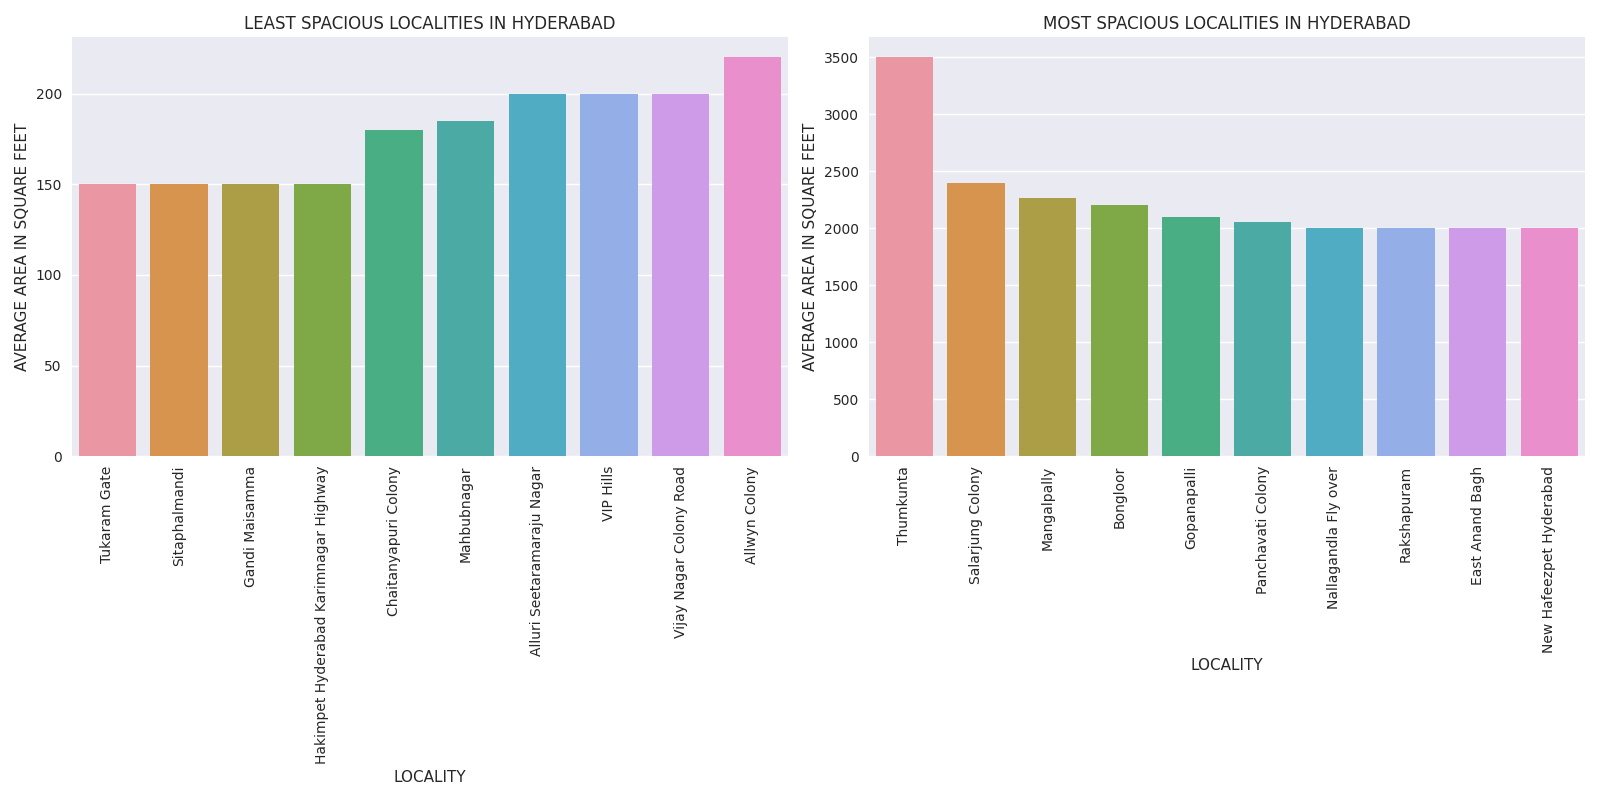 LEAST SPACIOUS LOCALITIES IN HYDERABAD
AVERAGE AREA IN SQUARE FEET
200
150
100
50
0
Tukaram Gate
Sitaphalmandi
Gandi Maisamma
Hakimpet Hyderabad Karimnagar Highway
Chaitanyapuri Colony
Mahbubnagar
Alluri Seetaramaraju Nagar
VIP Hills
Vijay Nagar Colony Road
Allwyn Colony
LOCALITY
MOST SPACIOUS LOCALITIES IN HYDERABAD
AVERAGE AREA IN SQUARE FEET
3500
3000
2500
2000
1500
1000
500
0
Thumkunta
Salarjung Colony
Mangalpally
Bongloor
Gopanapalli
Panchavati Colony
Nallagandla Fly over
Rakshapuram
East Anand Bagh
New Hafeezpet Hyderabad
LOCALITY